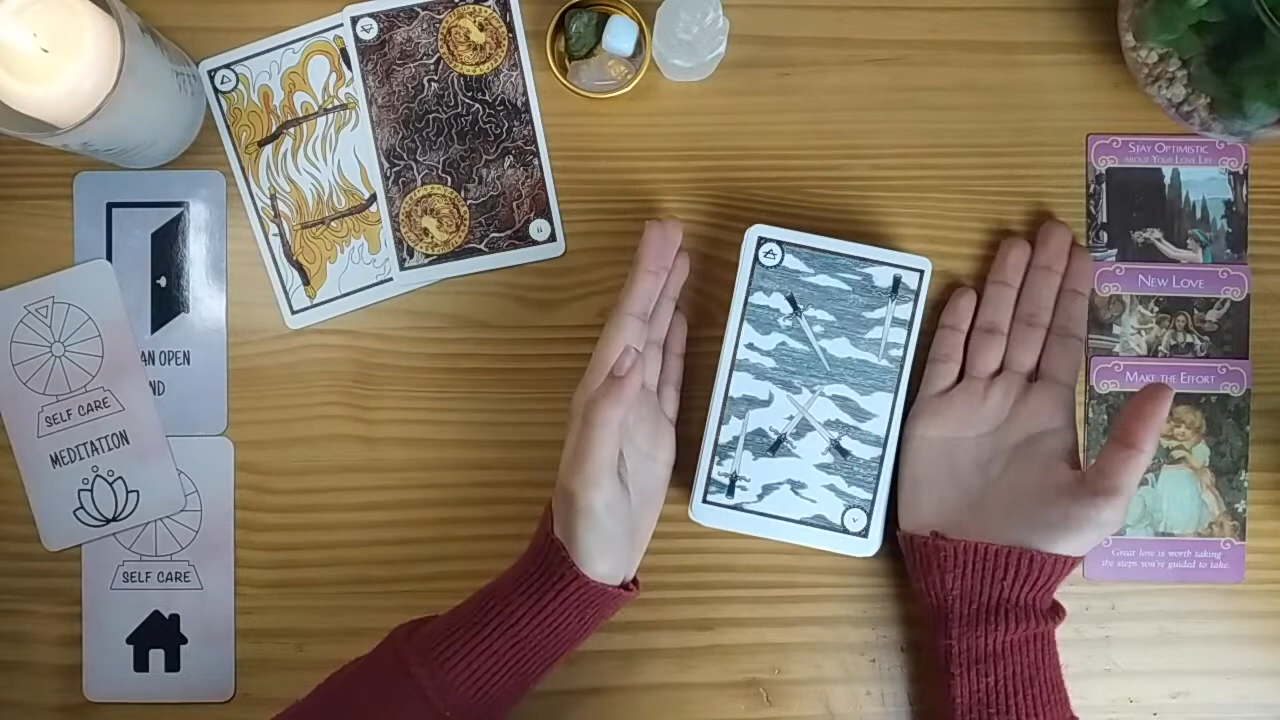 AN OPEN
ND
SELF CARE
MEDITATION
SELF CARE
STAY OPTIMISTIC
ABOUT YOUR LOVE LIFE
NEW LOVE
MAKE THE EFFORT
Great love is worth taking
the steps you're guided to take.
II
V